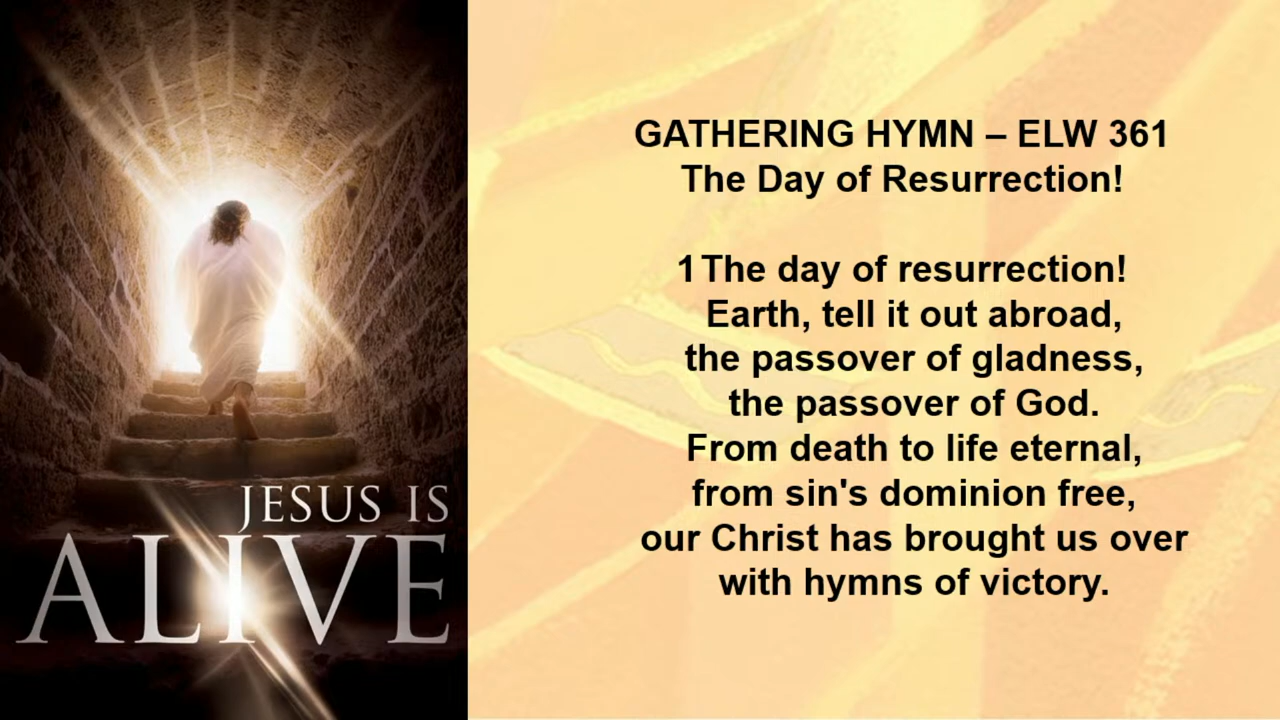 JESUS IS
ALIVE
GATHERING HYMN – ELW 361
The Day of Resurrection!
1 The day of resurrection!
Earth, tell it out abroad,
the passover of gladness,
the passover of God.
From death to life eternal,
from sin's dominion free,
our Christ has brought us over
with hymns of victory.